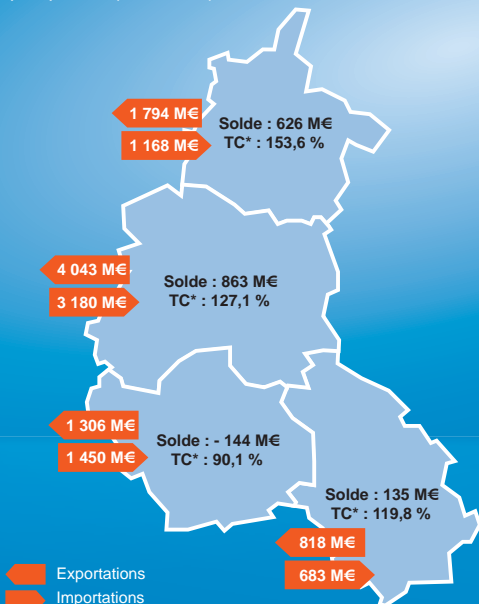 1 794 M€
1 168 M€
Solde : 626 M€
TC* : 153,6 %
4 043 M€
3 180 M€
Solde : 863 M€
TC* : 127,1 %
1 306 M€
1 450 M€
Solde : - 144 M€
TC* : 90,1 %
Solde : 135 M€
TC* : 119,8 %
818 M€
683 M€
Exportations
Importations